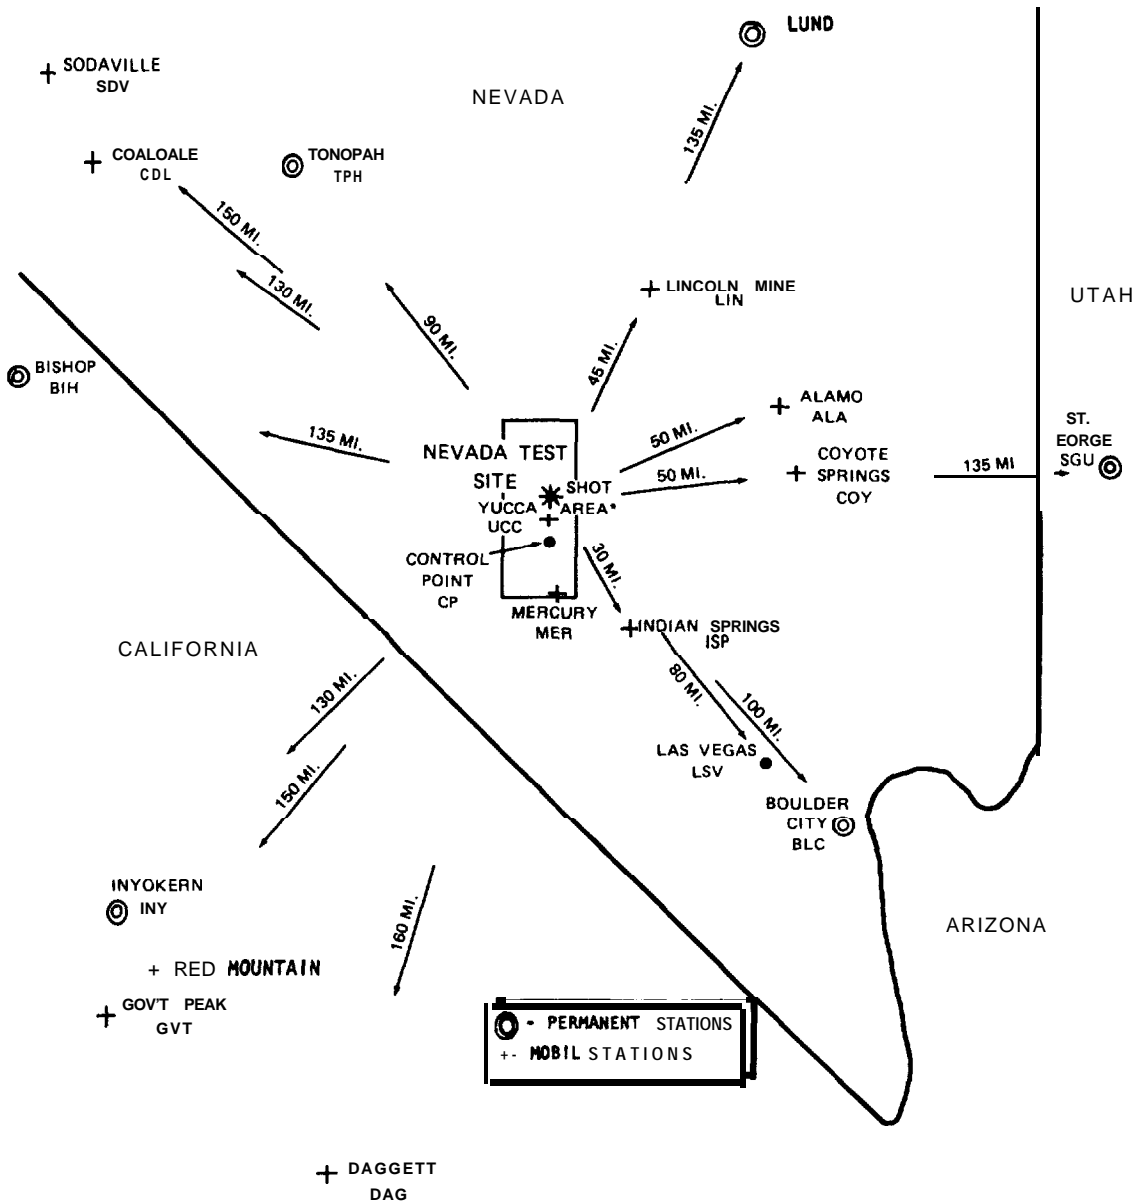 LUND
SODAVILLE
SDV
NEVADA
135 MI.
COALOALE
CDL
TONOPAH
TPH
150 MI.
130 MI.
90 MI.
LINCOLN MINE
LIN
UTAH
45 MI.
BISHOP
BIH
ALAMO
ALA
50 MI.
135 MI.
ST.
EORGE
SGU
COYOTE
SPRINGS
COY
50 MI.
135 MI
NEVADA TEST
SITE
SHOT
AREA*
YUCCA
UCC
CONTROL
POINT
CP
30 MI.
MERCURY
MER
INDIAN SPRINGS
ISP
CALIFORNIA
80 MI.
100 MI.
130 MI.
150 MI.
LAS VEGAS
LSV
BOULDER
CITY
BLC
INYOKERN
INY
160 MI.
ARIZONA
+ RED MOUNTAIN
GOV'T PEAK
GVT
- PERMANENT STATIONS
+- MOBIL STATIONS
DAGGETT
DAG